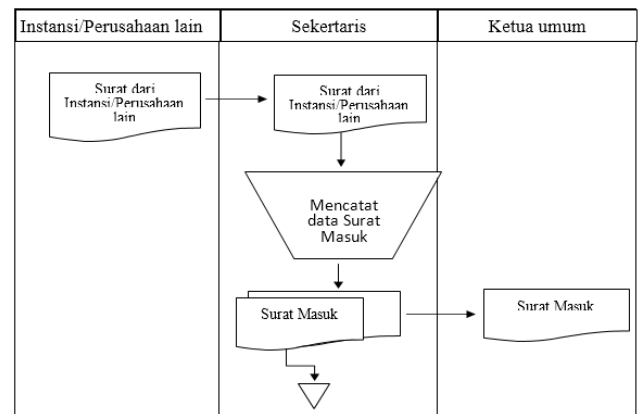 Instansi/Perusahaan lain
Sekertaris
Ketua umum
Surat dari
Instansi/Perusahaan
lain
Surat dari
Instansi/Perusahaan
lain
Mencatat
data Surat
Masuk
Surat Masuk
Surat Masuk